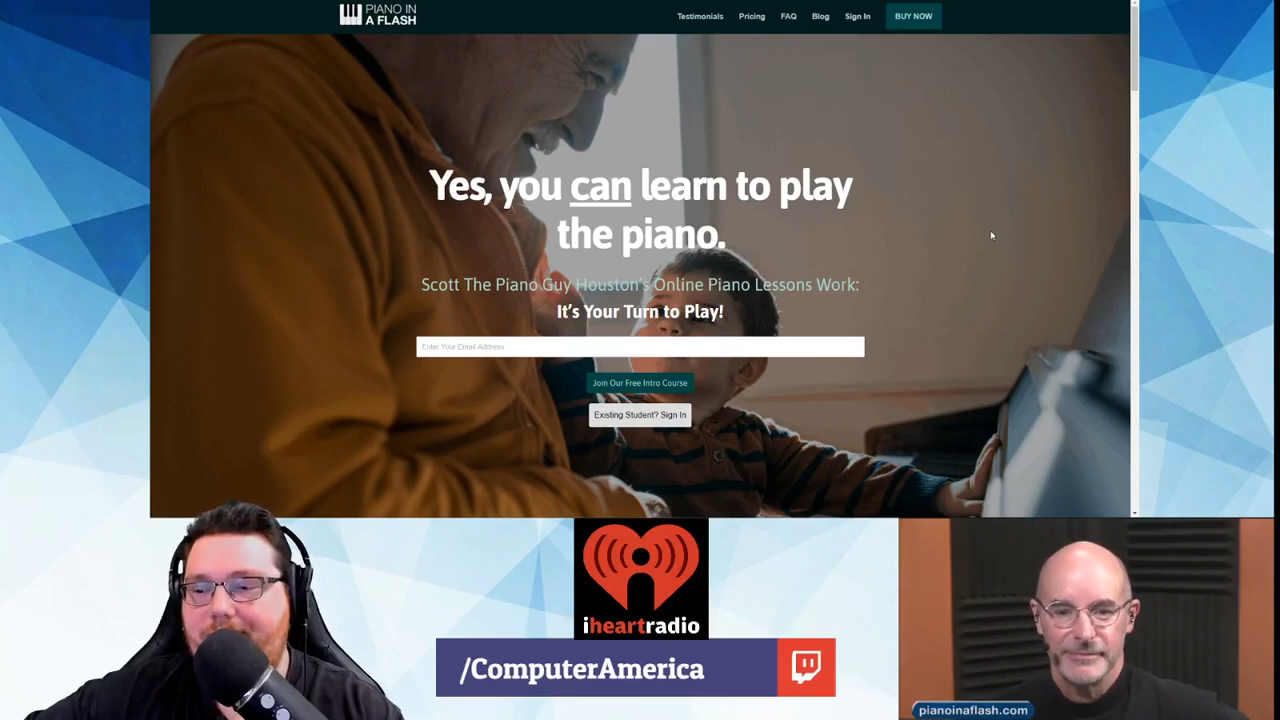 PIANO IN
A FLASH
Testimonials Pricing FAQ Blog Sign In BUY NOW
Yes, you can learn to play
the piano.
Scott The Piano Guy Houston's Online Piano Lessons Work:
It's Your Turn to Play!
Enter Your Email Address
Join Our Free Intro Course
Existing Student? Sign In
iheartradio
/ComputerAmerica
pianoinaflash.com